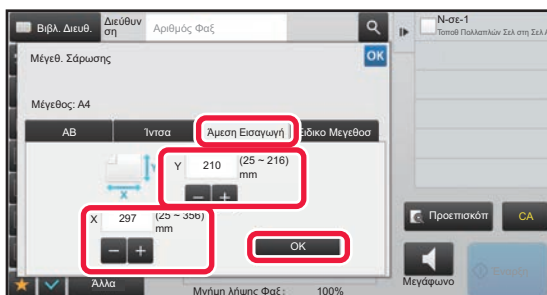 Βιβλ. Διευθ.
Διεύθυν
ση
Αριθμός Φαξ
N-σε-1
Τοποθ Πολλαπλών Σελ στη Σελ Α
Μέγεθ. Σάρωσης
OK
Μέγεθος: A4
AB
Ίντσα
Άμεση Εισαγωγή
Ειδικο Μεγεθοσ
Y
Y 210 (25 ~ 216)
mm
X
X 297 (25 ~ 356)
mm
OK
Προεπισκόπ
CA
Μεγάφωνο
Έναρξη
Άλλα
Μνήμη λήψης Φαξ: 100%